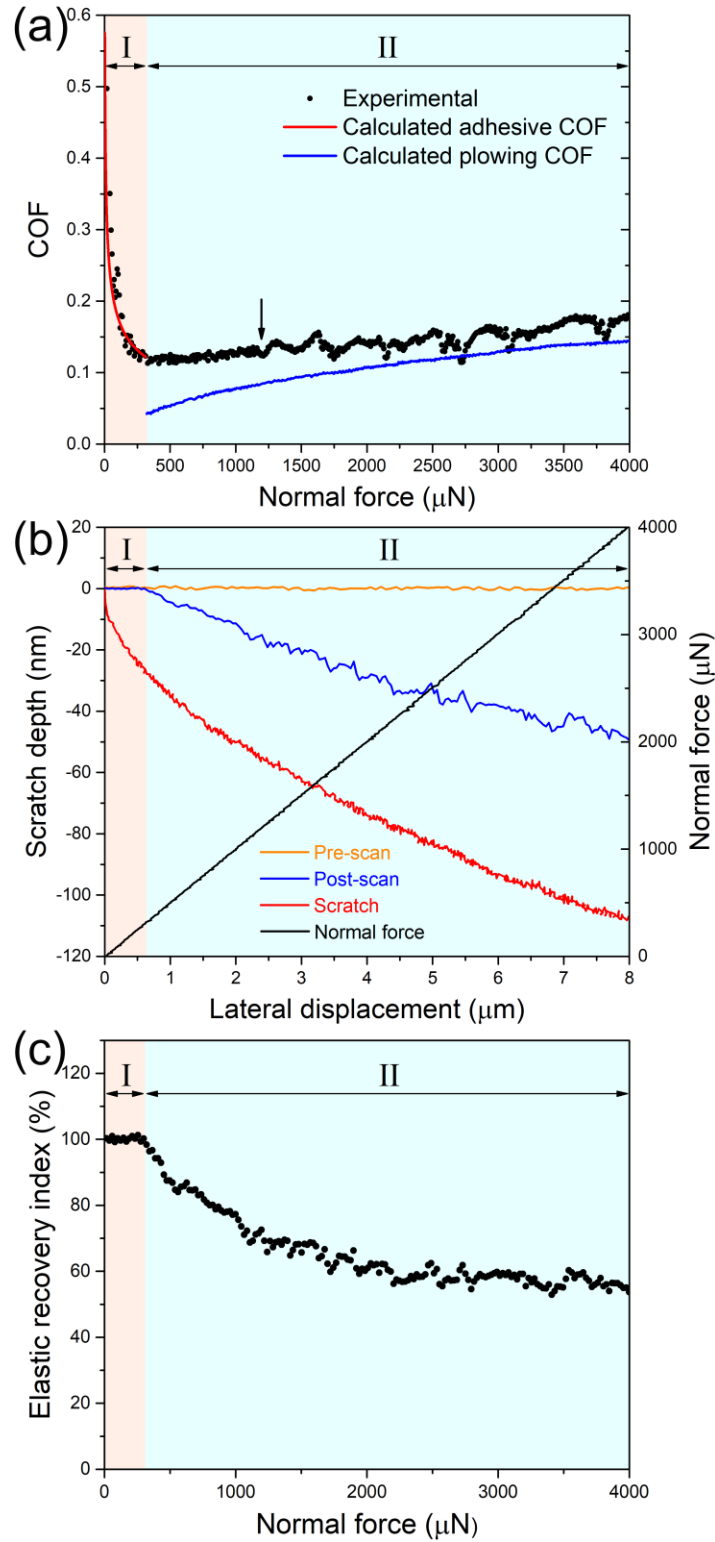 (a)
0.6
0.5
0.4
0.3
0.2
0.1
0.0
COF
I
II
Experimental
Calculated adhesive COF
Calculated plowing COF
0 500 1000 1500 2000 2500 3000 3500 4000
Normal force (μN)
(b)
20
0
-20
-40
-60
-80
-100
-120
Scratch depth (nm)
I
II
Pre-scan
Post-scan
Scratch
Normal force
4000
3000
2000
1000
0
Normal force (μN)
0 1 2 3 4 5 6 7 8
Lateral displacement (μm)
(c)
120
100
80
60
40
20
0
Elastic recovery index (%)
I
II
0 1000 2000 3000 4000
Normal force (μN)